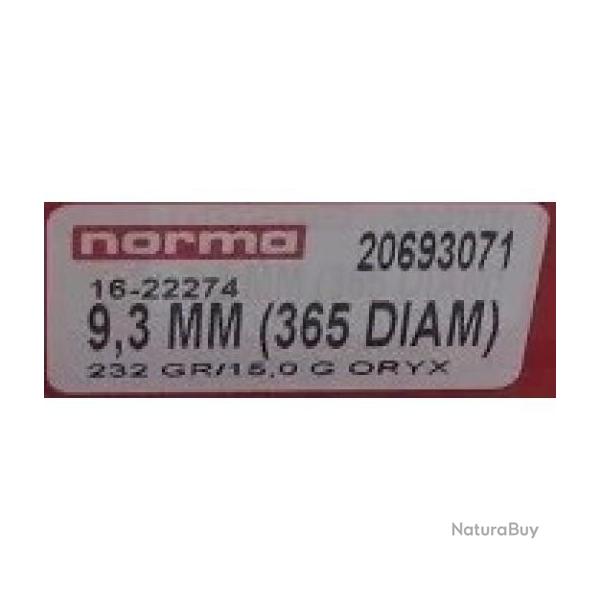 norma 20693071
16-22274
9,3 MM (365 DIAM)
232 GR/15,0 G ORYX
NaturaBuy